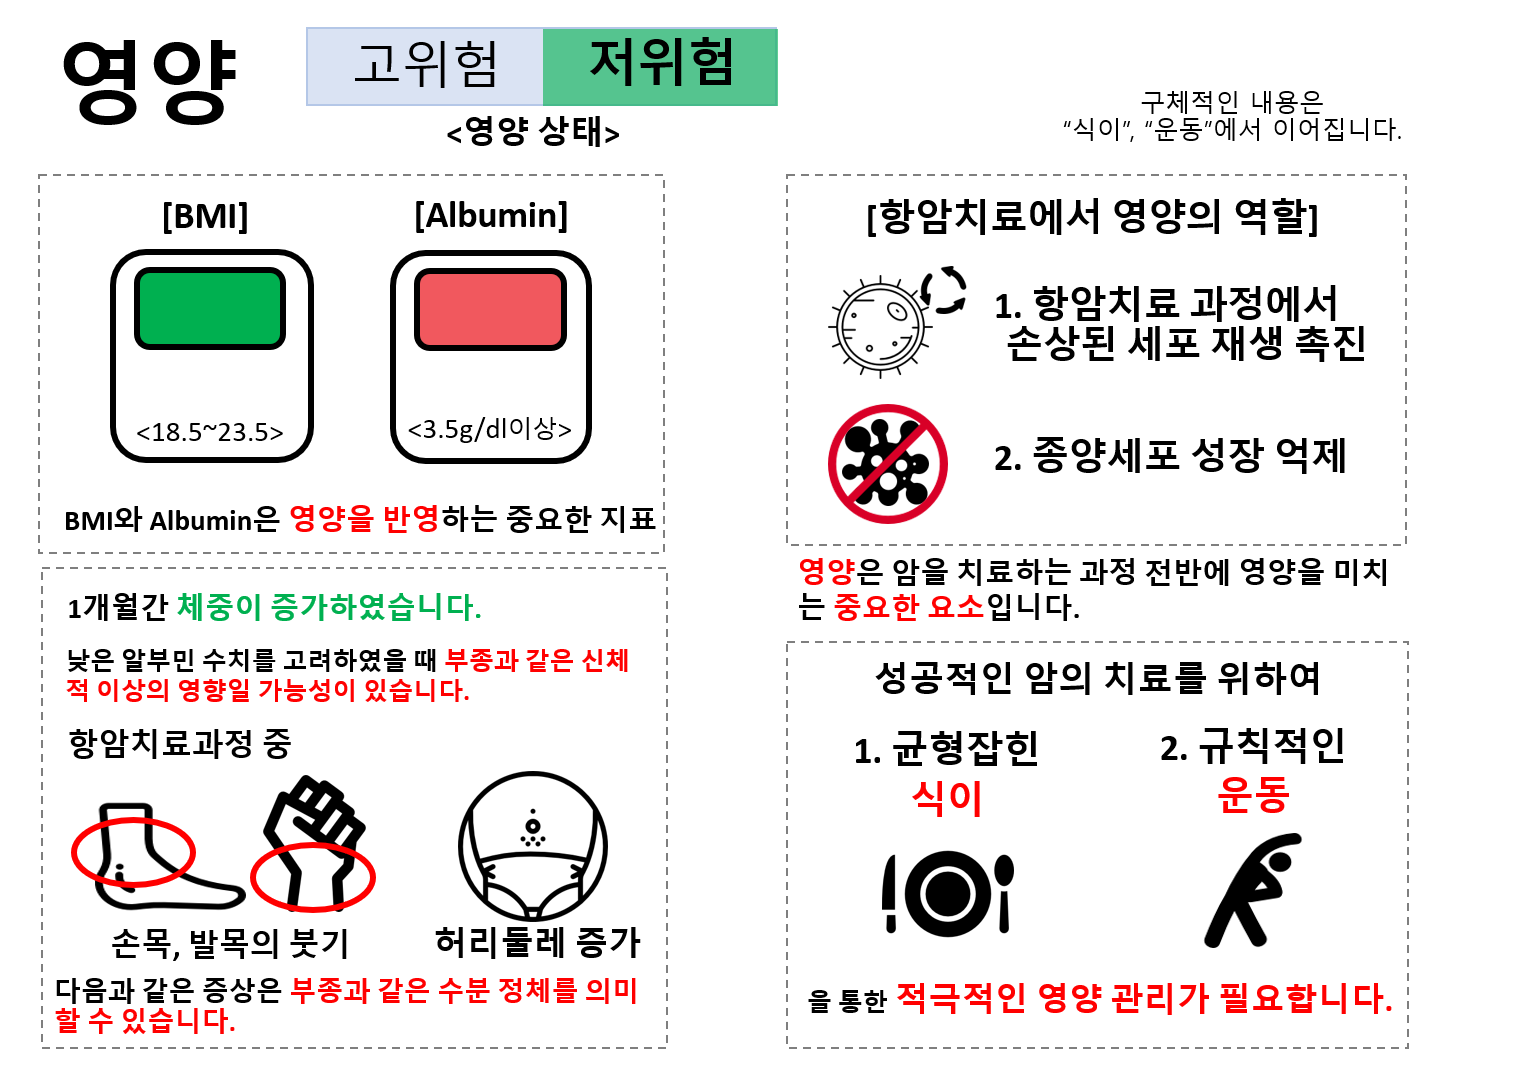 영양
고위험
저위험
<영양 상태>
구체적인 내용은
“식이”, “운동”에서 이어집니다.
[BMI]
[Albumin]
<18.5~23.5>
<3.5g/dl이상>
BMI와 Albumin은 영양을 반영하는 중요한 지표
1개월간 체중이 증가하였습니다.
낮은 알부민 수치를 고려하였을 때 부종과 같은 신체
적 이상의 영향일 가능성이 있습니다.
항암치료과정 중
손목, 발목의 붓기
허리둘레 증가
다음과 같은 증상은 부종과 같은 수분 정체를 의미
할 수 있습니다.
[항암치료에서 영양의 역할]
1. 항암치료 과정에서
손상된 세포 재생 촉진
2. 종양세포 성장 억제
영양은 암을 치료하는 과정 전반에 영양을 미치
는 중요한 요소입니다.
성공적인 암의 치료를 위하여
1. 균형잡힌
식이
2. 규칙적인
운동
을 통한 적극적인 영양 관리가 필요합니다.